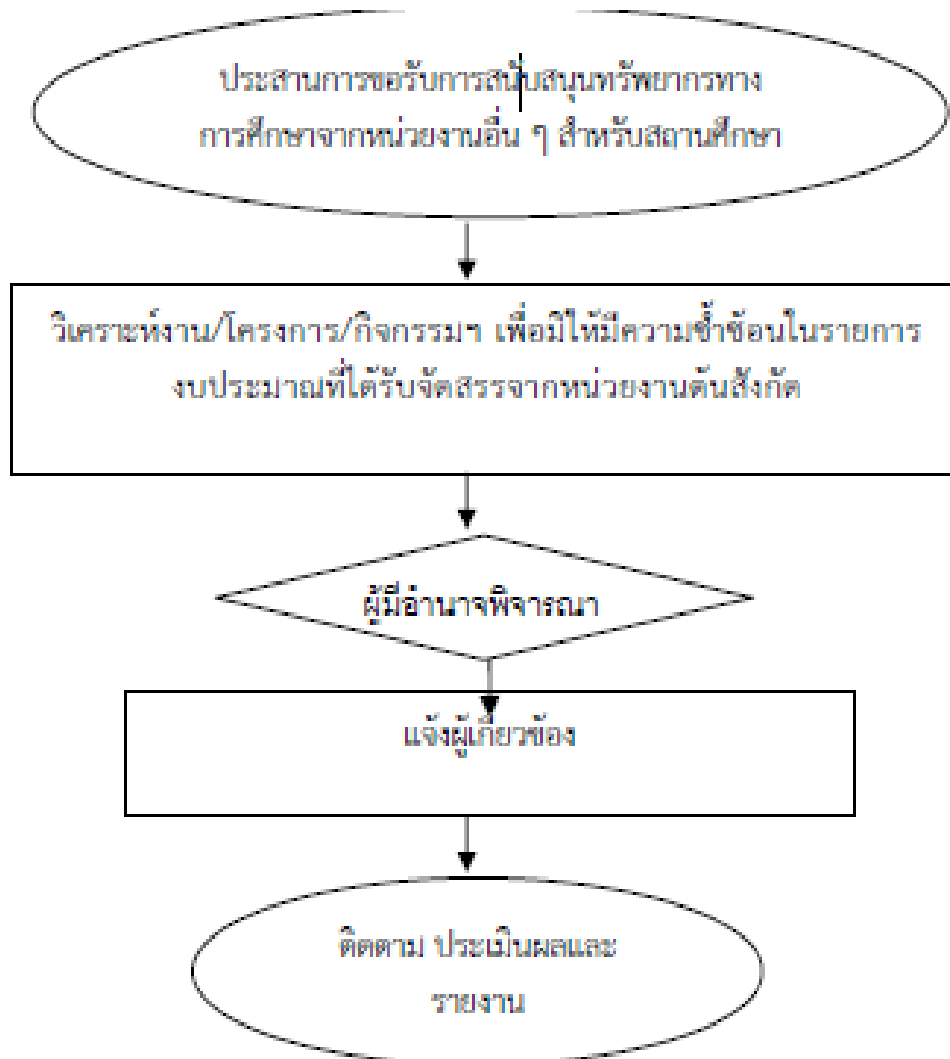 ประสานการขอรับการสนับสนุนทรัพยากรทาง
การศึกษาจากหน่วยงานอื่น ๆ สำหรับสถานศึกษา
วิเคราะห์งาน/โครงการ/กิจกรรมฯ เพื่อมิให้มีความซ้ำซ้อนในรายการ
งบประมาณที่ได้รับจัดสรรจากหน่วยงานต้นสังกัด
ผู้มีอำนาจพิจารณา
แจ้งผู้เกี่ยวข้อง
ติดตาม ประเมินผลและ
รายงาน